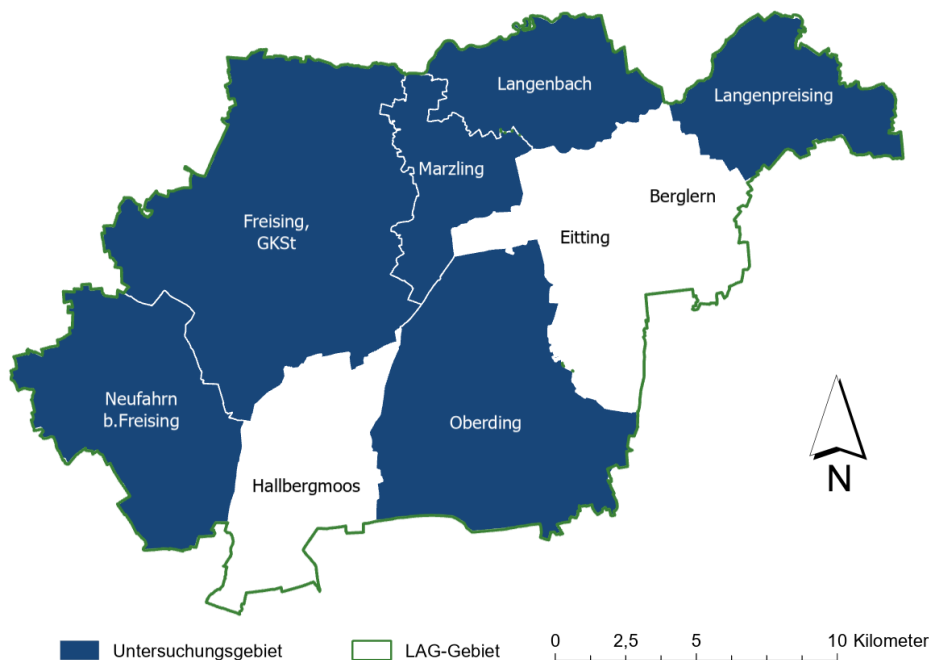 Langenbach
Langenpreising
Marzling
Berglern
Freising,
GKSt
Eitting
Neufahrn
b.Freising
Oberding
Hallbergmoos
N
Untersuchungsgebiet
LAG-Gebiet
0 2,5 5 10 Kilometer